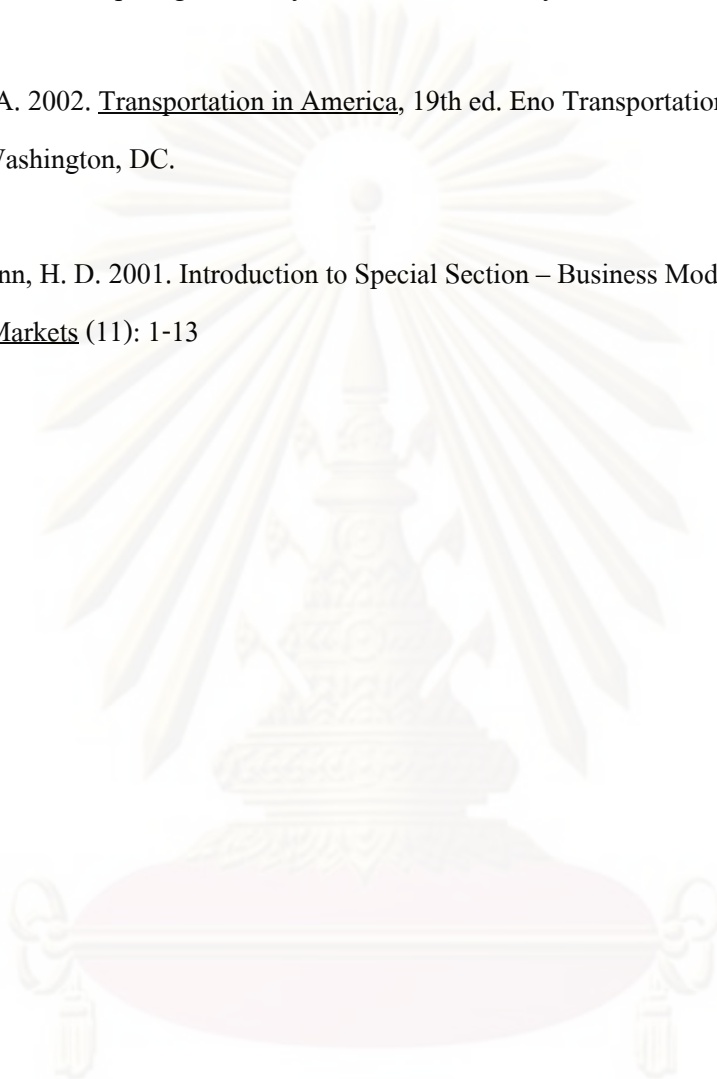 A. 2002. Transportation in America, 19th ed. Eno Transportation
Washington, DC.
nn, H. D. 2001. Introduction to Special Section – Business Mod
Markets (11): 1-13